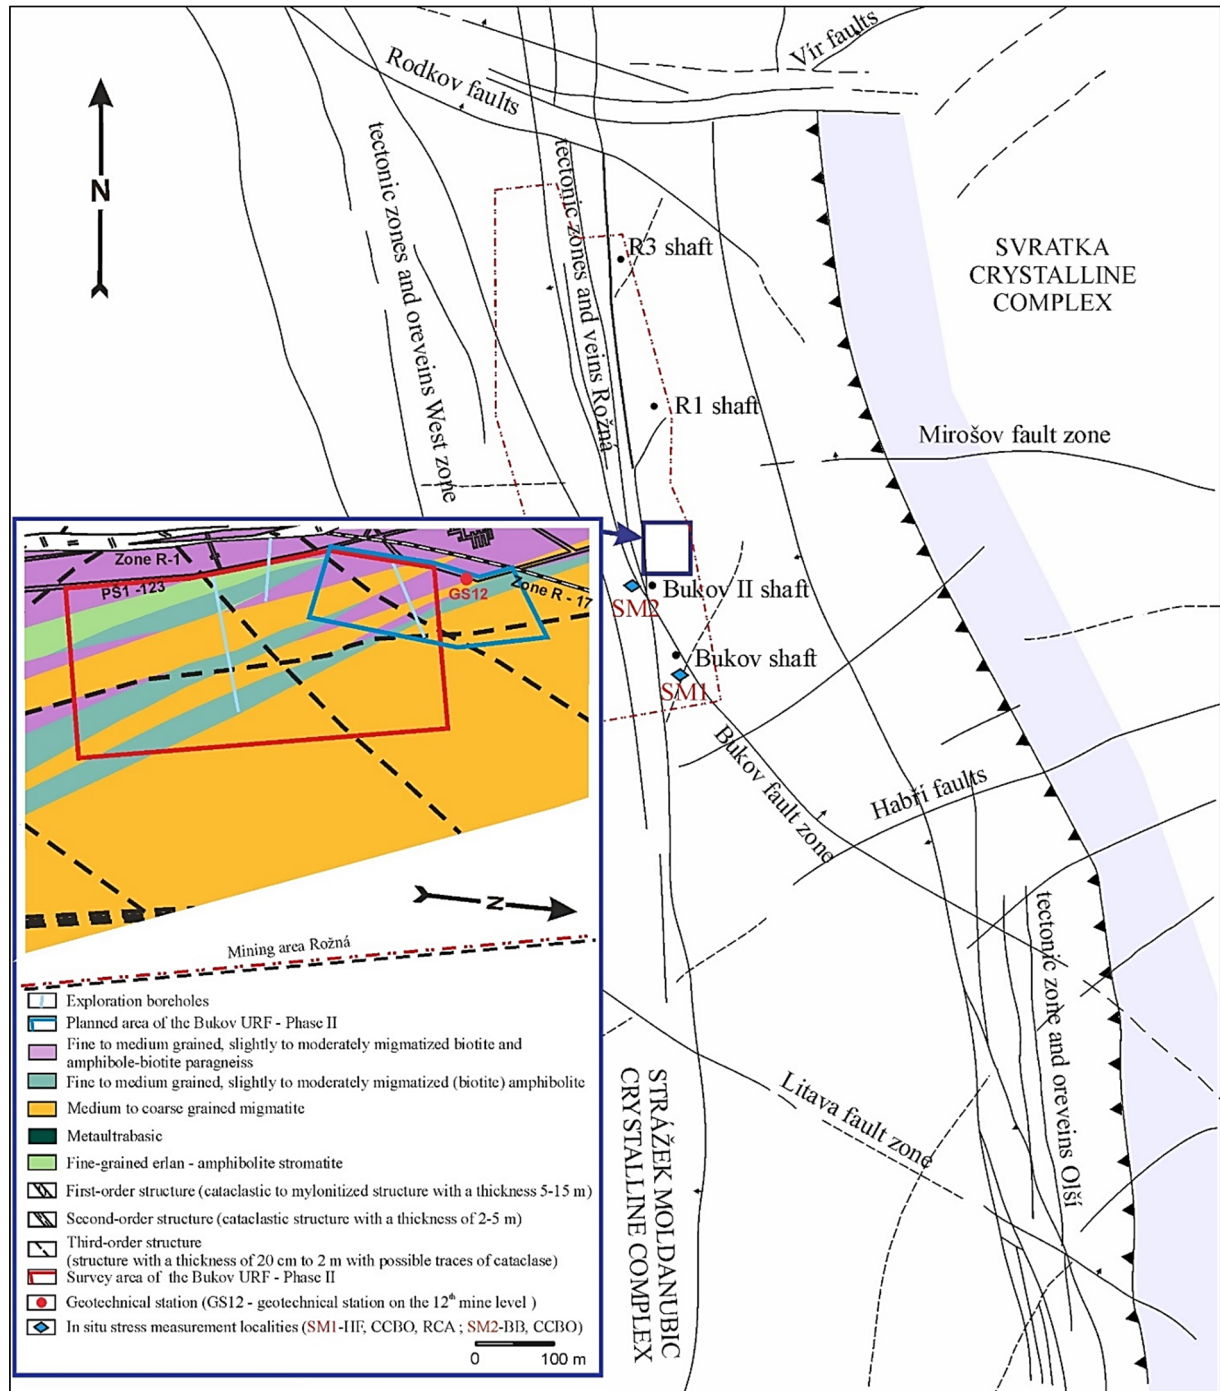 Vír faults
Rodkov faults
N
tectonic zones and oreveins West zone
tectonic zones and veins Rožná
R3 shaft
SVRATKA
CRYSTALLINE
COMPLEX
R1 shaft
Mirošov fault zone
Bukov II shaft
SM2
Bukov shaft
SM1
Bukov fault zone
Habří faults
tectonic zone and oreveins Olší
Litava fault zone
STRÁŽEK MOLDANUBIC
CRYSTALLINE COMPLEX
Zone R-1
PS1 -123
GS12
Zone R - 17
N
Mining area Rožná
Exploration boreholes
Planned area of the Bukov URF - Phase II
Fine to medium grained, slightly to moderately migmatized biotite and
amphibole-biotite paragneiss
Fine to medium grained, slightly to moderately migmatized (biotite) amphibolite
Medium to coarse grained migmatite
Metaultrabasic
Fine-grained erlan - amphibolite stromatite
First-order structure (cataclastic to mylonitized structure with a thickness 5-15 m)
Second-order structure (cataclastic structure with a thickness of 2-5 m)
Third-order structure
(structure with a thickness of 20 cm to 2 m with possible traces of cataclase)
Survey area of the Bukov URF - Phase II
Geotechnical station (GS12 - geotechnical station on the 12th mine level )
In situ stress measurement localities (SM1-HF, CCBO, RCA ; SM2-BB, CCBO)
0 100 m